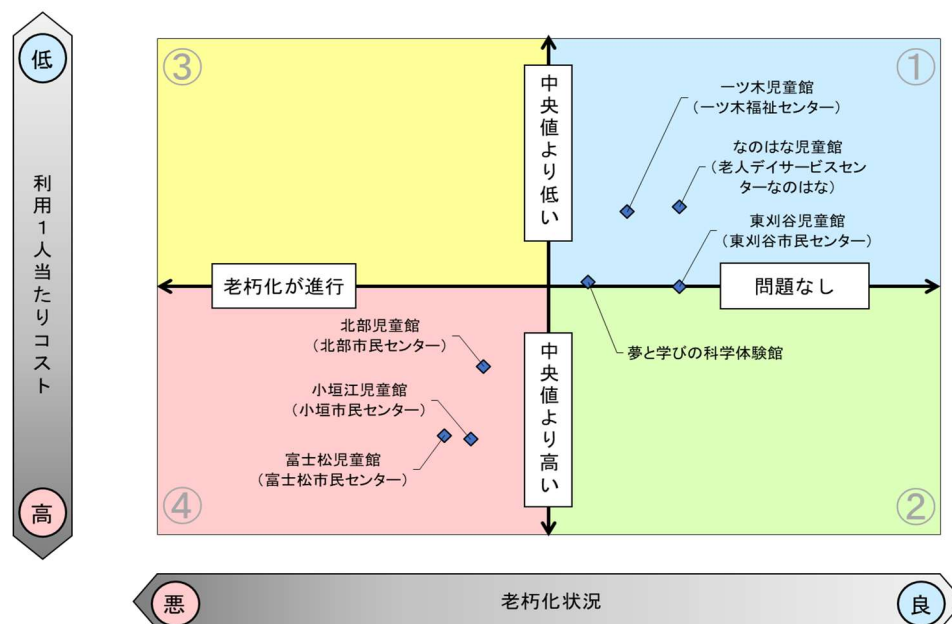 低
利用1人当たりコスト
高
③
①
中央値より低い
一ツ木児童館
（一ツ木福祉センター）
なのはな児童館
（老人デイサービスセン
ターなのはな）
東刈谷児童館
（東刈谷市民センター）
老朽化が進行
問題なし
北部児童館
（北部市民センター）
夢と学びの科学体験館
小垣江児童館
（小垣市民センター）
中央値より高い
富士松児童館
（富士松市民センター）
④
②
悪
老朽化状況
良